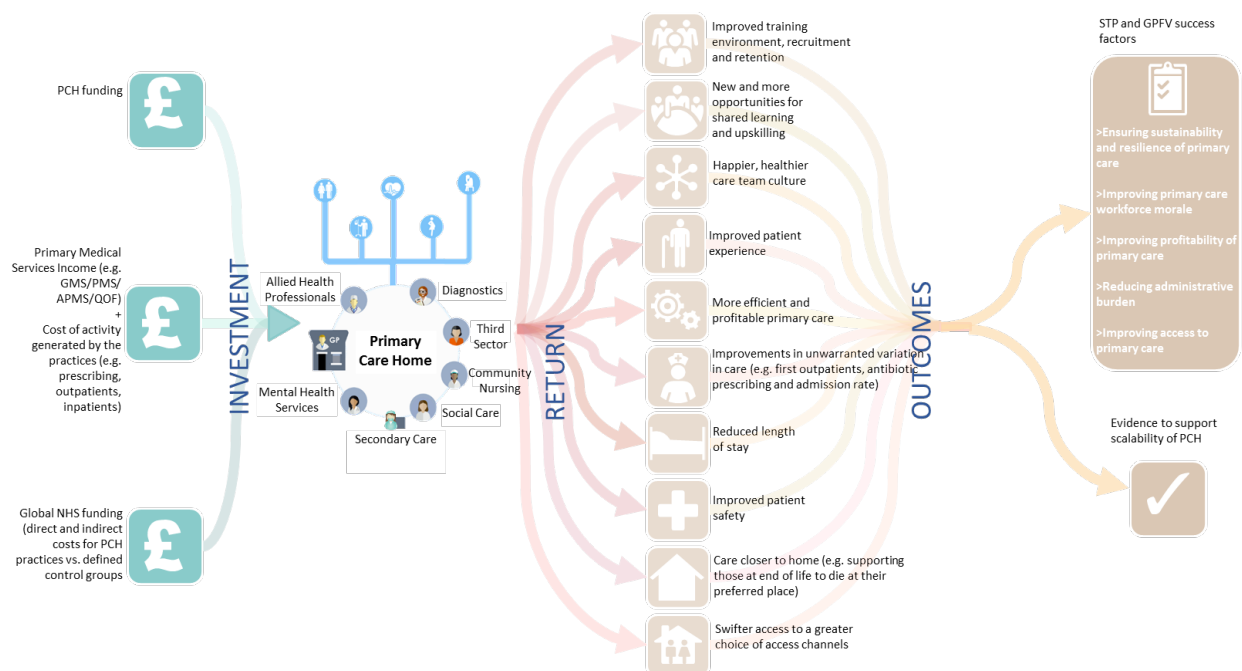 PCH funding
£
Primary Medical
Services Income (e.g.
GMS/PMS/
APMS/QOF)
+
Cost of activity
generated by the
practices (e.g.
prescribing,
outpatients,
inpatients)
£
Global NHS funding
(direct and indirect
costs for PCH
practices vs. defined
control groups
£
INVESTMENT
Allied Health
Professionals
Diagnostics
GP
Primary
Care Home
Third
Sector
Community
Nursing
Mental Health
Services
Social Care
Secondary Care
RETURN
Improved training
environment, recruitment
and retention
New and more
opportunities for
shared learning
and upskilling
Happier, healthier
care team culture
Improved patient
experience
More efficient and
profitable primary care
Improvements in unwarranted variation
in care (e.g. first outpatients, antibiotic
prescribing and admission rate)
Reduced length
of stay
Improved patient
safety
Care closer to home (e.g. supporting
those at end of life to die at their
preferred place)
Swifter access to a greater
choice of access channels
OUTCOMES
STP and GPFV success
factors
>Ensuring sustainability
and resilience of primary
care
>Improving primary care
workforce morale
>Improving profitability of
primary care
>Reducing administrative
burden
>Improving access to
primary care
Evidence to support
scalability of PCH